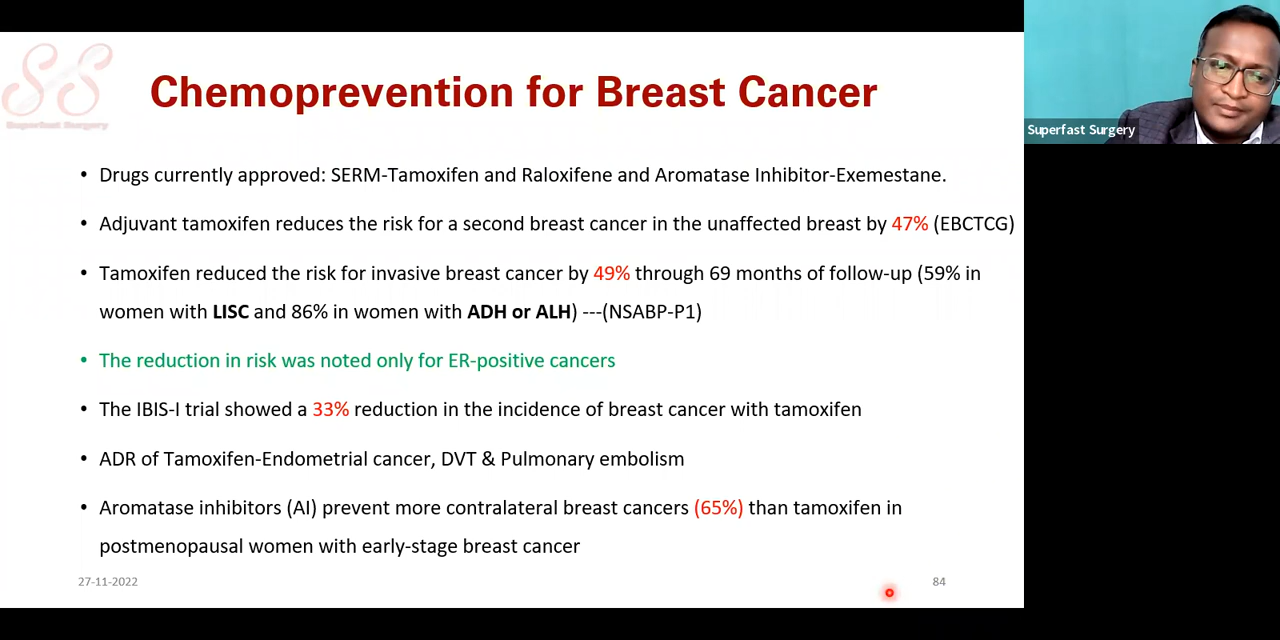 SS
Superfast Surgery
Chemoprevention for Breast Cancer
• Drugs currently approved: SERM-Tamoxifen and Raloxifene and Aromatase Inhibitor-Exemestane.
• Adjuvant tamoxifen reduces the risk for a second breast cancer in the unaffected breast by 47% (EBCTCG)
• Tamoxifen reduced the risk for invasive breast cancer by 49% through 69 months of follow-up (59% in
women with LISC and 86% in women with ADH or ALH) ---(NSABP-P1)
• The reduction in risk was noted only for ER-positive cancers
• The IBIS-I trial showed a 33% reduction in the incidence of breast cancer with tamoxifen
• ADR of Tamoxifen-Endometrial cancer, DVT & Pulmonary embolism
• Aromatase inhibitors (AI) prevent more contralateral breast cancers (65%) than tamoxifen in
postmenopausal women with early-stage breast cancer
27-11-2022
84
Superfast Surgery